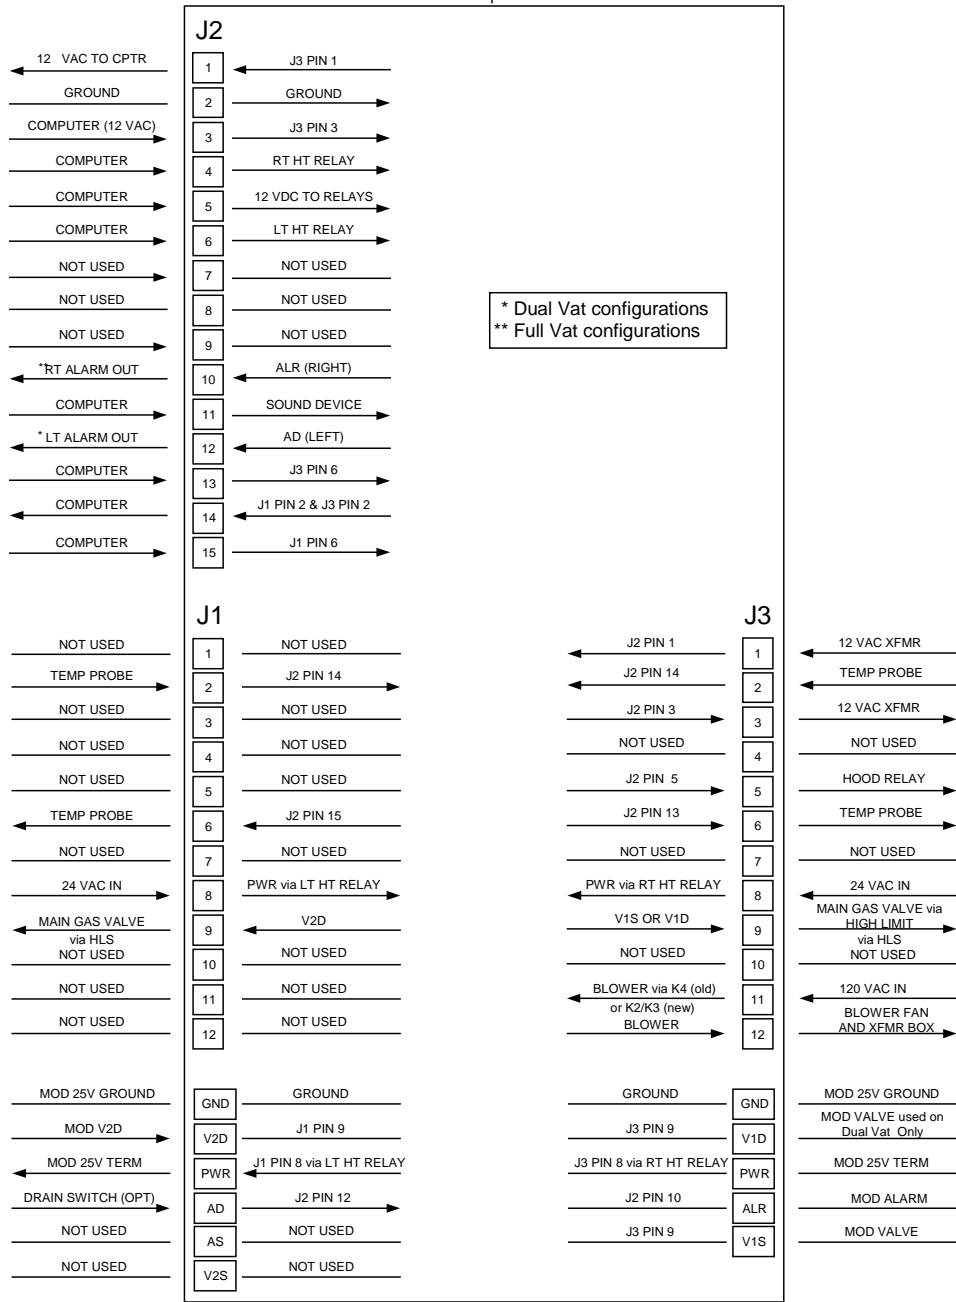 J2
12 VAC TO CPTR 1 J3 PIN 1
GROUND 2 GROUND
COMPUTER (12 VAC) 3 J3 PIN 3
COMPUTER 4 RT HT RELAY
COMPUTER 5 12 VDC TO RELAYS
COMPUTER 6 LT HT RELAY
NOT USED 7 NOT USED
NOT USED 8 NOT USED
NOT USED 9 NOT USED
**RT ALARM OUT 10 ALR (RIGHT)
COMPUTER 11 SOUND DEVICE
* LT ALARM OUT 12 AD (LEFT)
COMPUTER 13 J3 PIN 6
COMPUTER 14 J1 PIN 2 & J3 PIN 2
COMPUTER 15 J1 PIN 6
* Dual Vat configurations
** Full Vat configurations
J1
NOT USED 1 NOT USED
TEMP PROBE 2 J2 PIN 14
NOT USED 3 NOT USED
NOT USED 4 NOT USED
NOT USED 5 NOT USED
TEMP PROBE 6 J2 PIN 15
NOT USED 7 NOT USED
24 VAC IN 8 PWR via LT HT RELAY
MAIN GAS VALVE 9 V2D
via HLS
NOT USED 10 NOT USED
NOT USED 11 NOT USED
NOT USED 12 NOT USED
MOD 25V GROUND GND GROUND
MOD V2D V2D J1 PIN 9
MOD 25V TERM PWR J1 PIN 8 via LT HT RELAY
DRAIN SWITCH (OPT) AD J2 PIN 12
NOT USED AS NOT USED
NOT USED V2S NOT USED
J3
J2 PIN 1 1 12 VAC XFMR
J2 PIN 14 2 TEMP PROBE
J2 PIN 3 3 12 VAC XFMR
NOT USED 4 NOT USED
J2 PIN 5 5 HOOD RELAY
J2 PIN 13 6 TEMP PROBE
NOT USED 7 NOT USED
PWR via RT HT RELAY 8 24 VAC IN
V1S OR V1D 9 MAIN GAS VALVE via
HIGH LIMIT
via HLS
NOT USED 10 NOT USED
BLOWER via K4 (old) 11 120 VAC IN
or K2/K3 (new)
BLOWER 12 BLOWER FAN
AND XFMR BOX
GROUND GND MOD 25V GROUND
J3 PIN 9 V1D MOD VALVE used on
Dual Vat Only
J3 PIN 8 via RT HT RELAY PWR MOD 25V TERM
J2 PIN 10 ALR MOD ALARM
J3 PIN 9 V1S MOD VALVE